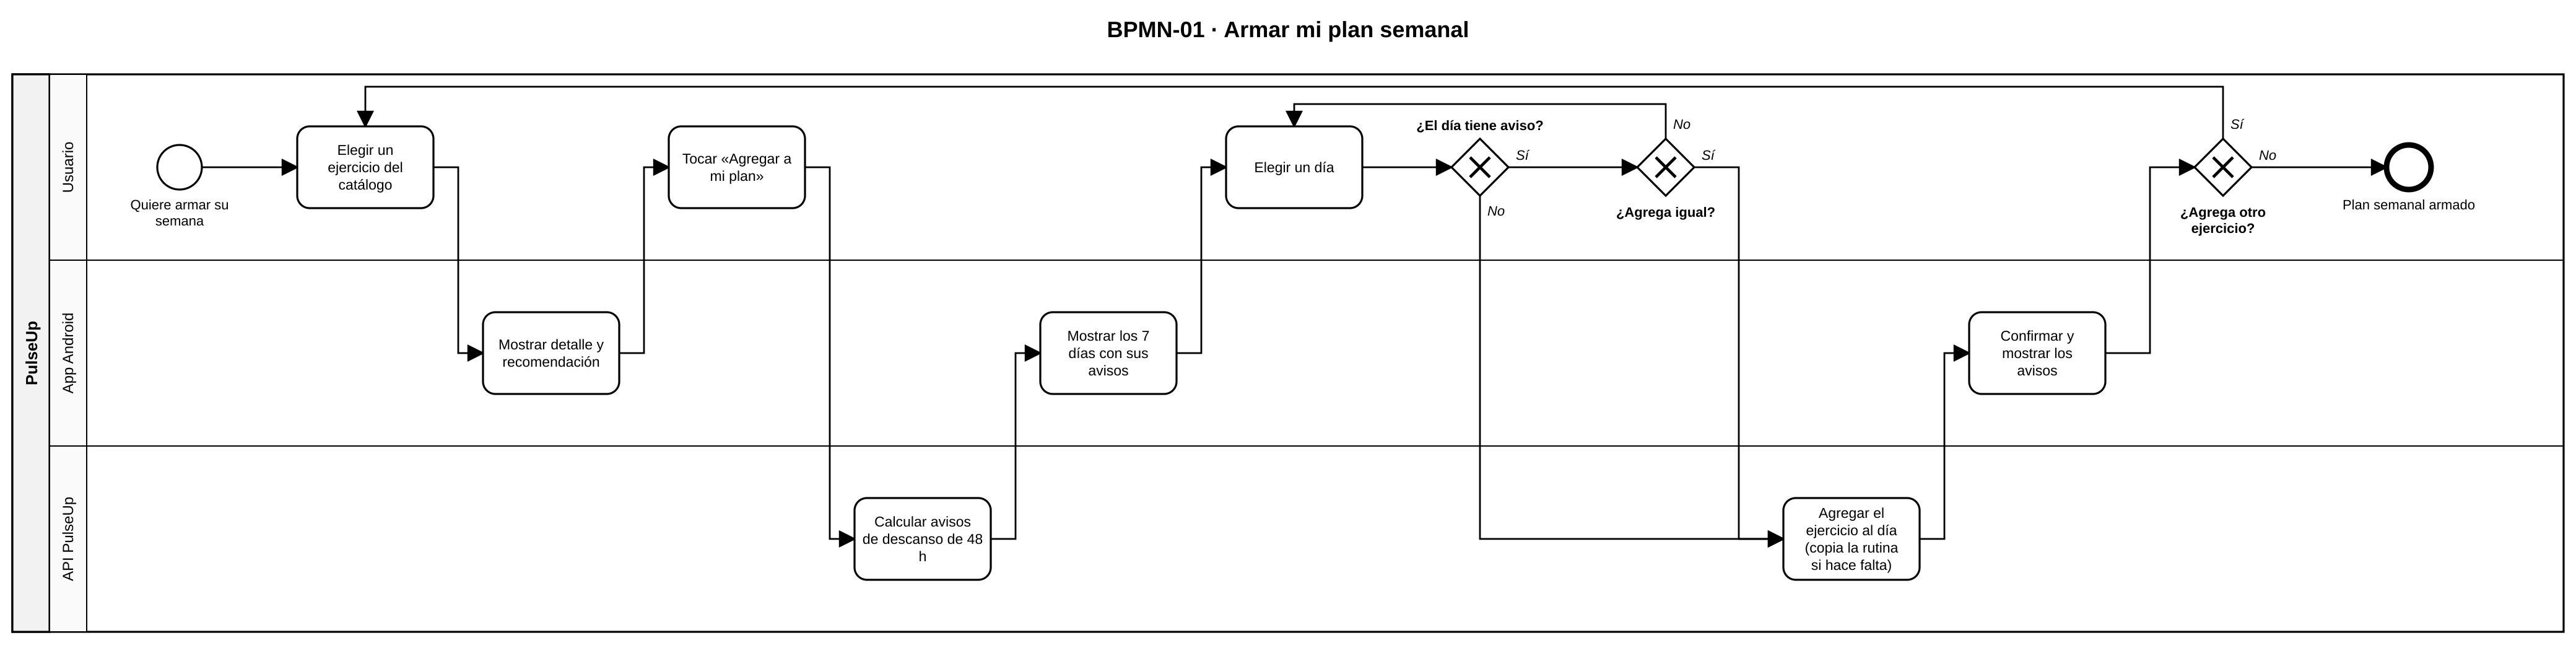 BPMN-01 · Armar mi plan semanal
PulseUp
Usuario
Quiere armar su
semana
Elegir un
ejercicio del
catálogo
Tocar «Agregar a
mi plan»
Elegir un día
¿El día tiene aviso?
Sí
No
¿Agrega igual?
No
Sí
¿Agrega otro
ejercicio?
Sí
No
Plan semanal armado
App Android
Mostrar detalle y
recomendación
Mostrar los 7
días con sus
avisos
Confirmar y
mostrar los
avisos
API PulseUp
Calcular avisos
de descanso de 48
h
Agregar el
ejercicio al día
(copia la rutina
si hace falta)